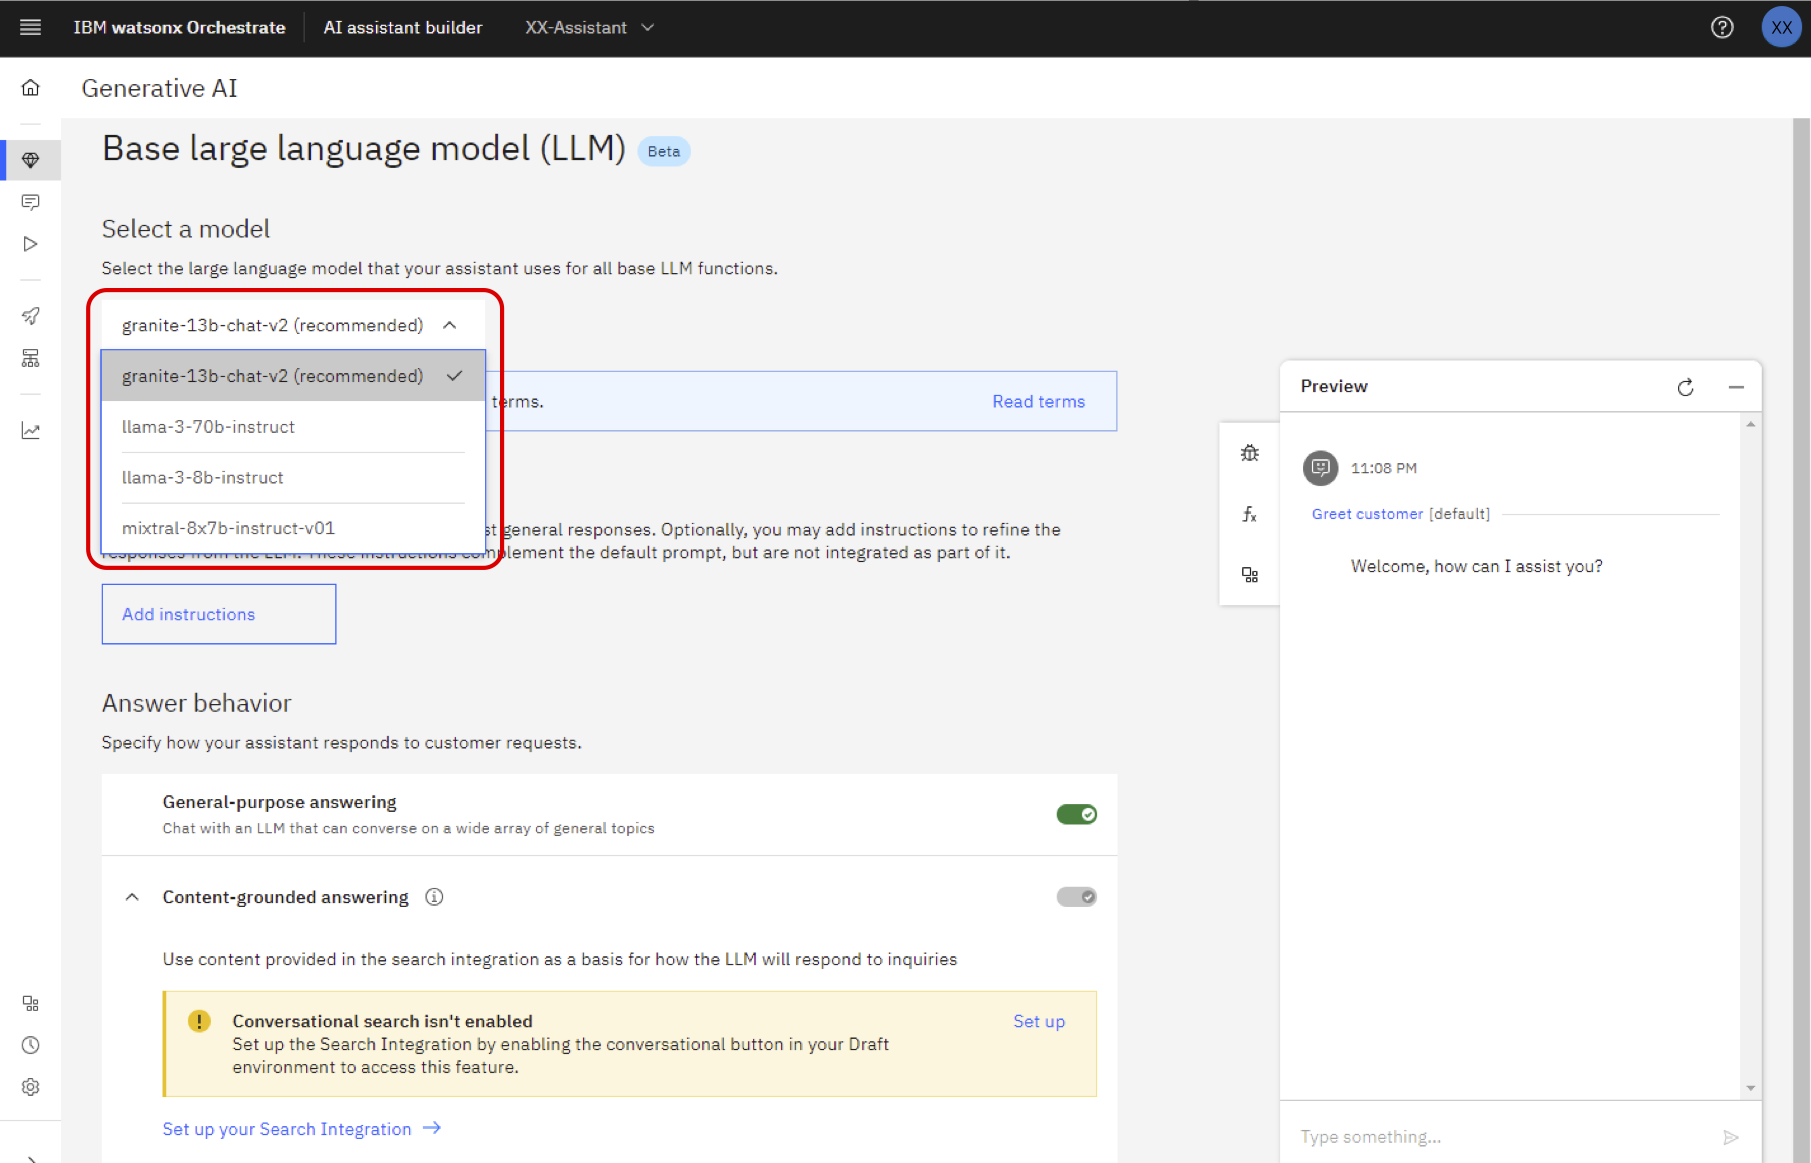 IBM watsonx Orchestrate
AI assistant builder
XX-Assistant
XX
Generative AI
Base large language model (LLM)
Beta
Select a model
Select the large language model that your assistant uses for all base LLM functions.
granite-13b-chat-v2 (recommended)
granite-13b-chat-v2 (recommended)
llama-3-70b-instruct
llama-3-8b-instruct
mixtral-8x7b-instruct-v01
terms.
Read terms
general responses. Optionally, you may add instructions to refine the
responses from the LLM. These instructions complement the default prompt, but are not integrated as part of it.
Add instructions
Answer behavior
Specify how your assistant responds to customer requests.
General-purpose answering
Chat with an LLM that can converse on a wide array of general topics
Content-grounded answering
Use content provided in the search integration as a basis for how the LLM will respond to inquiries
Conversational search isn't enabled
Set up
Set up the Search Integration by enabling the conversational button in your Draft
environment to access this feature.
Set up your Search Integration
Preview
11:08 PM
Greet customer [default]
Welcome, how can I assist you?
Type something...